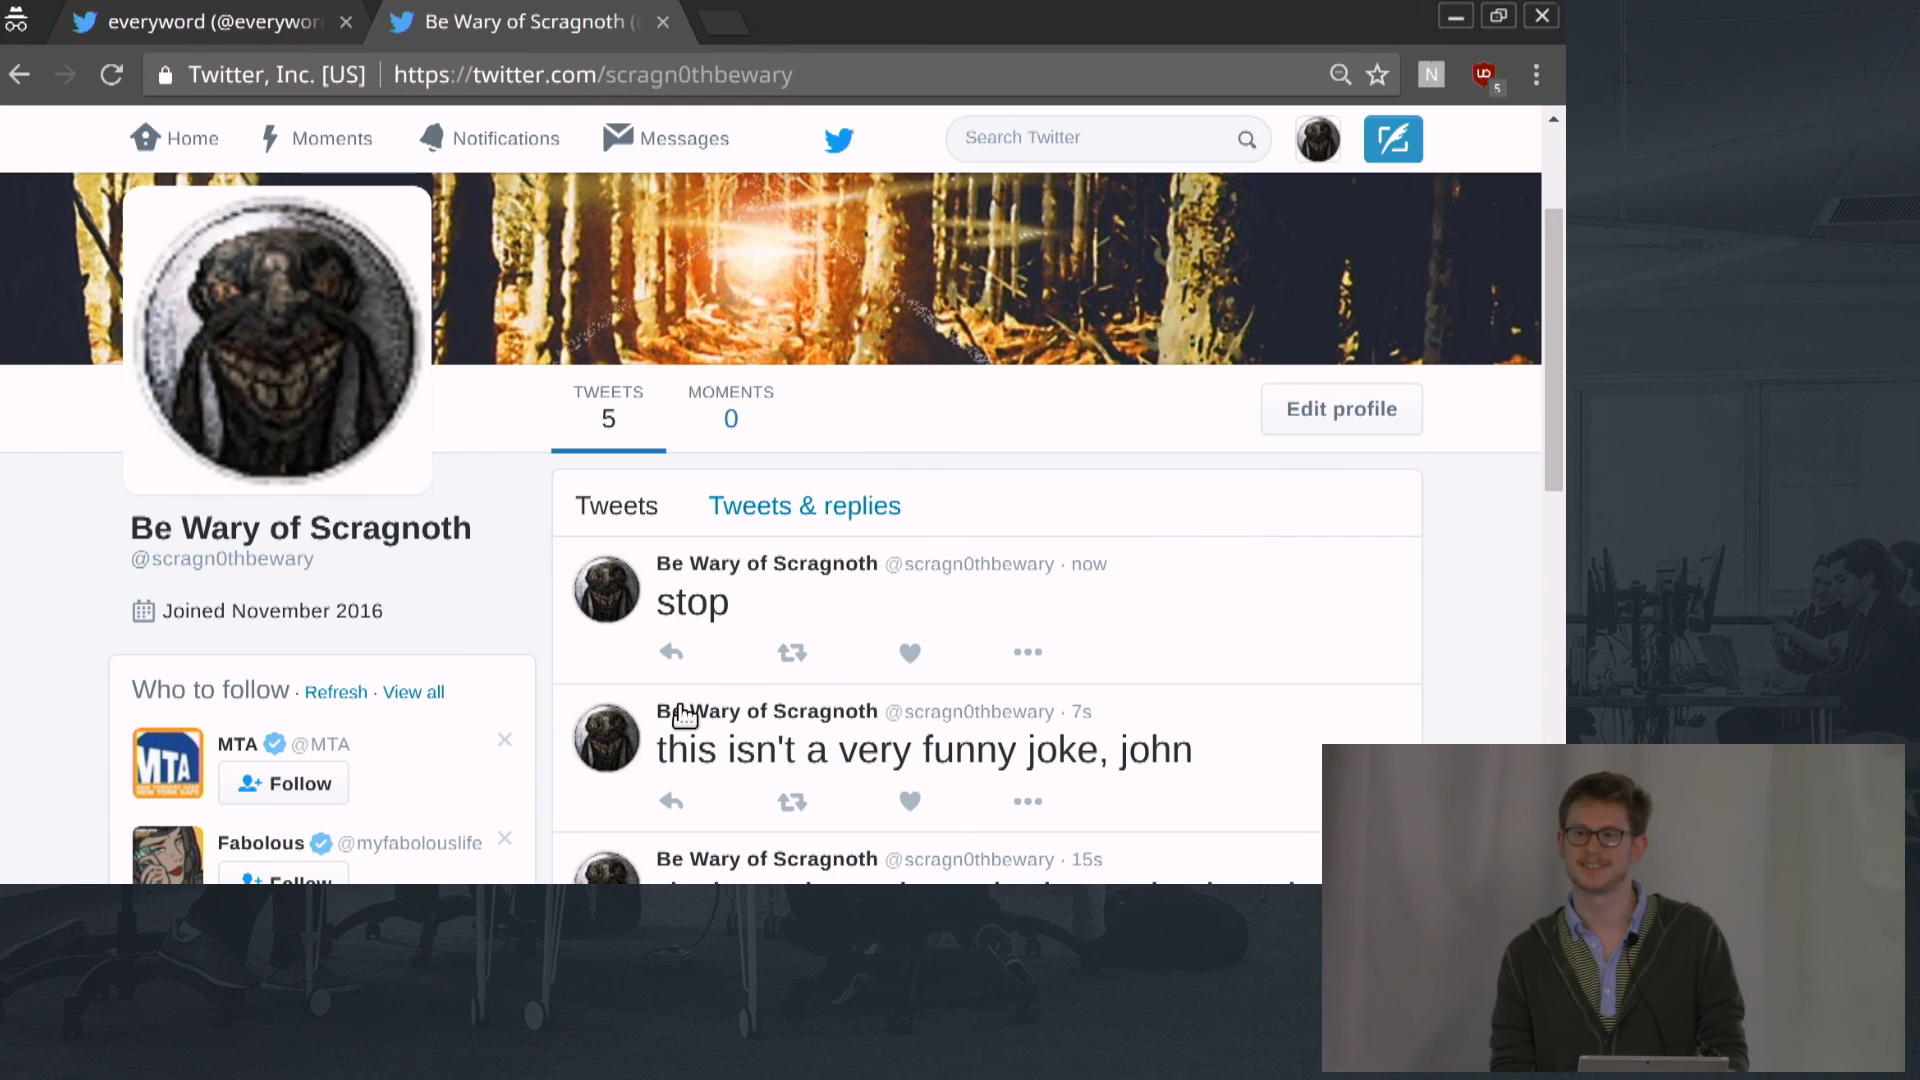 everyword (@everywor
Be Wary of Scragnoth (
Twitter, Inc. [US]
https://twitter.com/scragn0thbewary
N
5
Home
Moments
Notifications
Messages
Search Twitter
TWEETS
5
MOMENTS
0
Edit profile
Be Wary of Scragnoth
@scragn0thbewary
Joined November 2016
Who to follow · Refresh · View all
MTA @MTA
MTA
Follow
Fabolous @myfabolouslife
Follow
Tweets
Tweets & replies
Be Wary of Scragnoth @scragn0thbewary · now
stop
Be Wary of Scragnoth @scragn0thbewary · 7s
this isn't a very funny joke, john
Be Wary of Scragnoth @scragn0thbewary · 15s